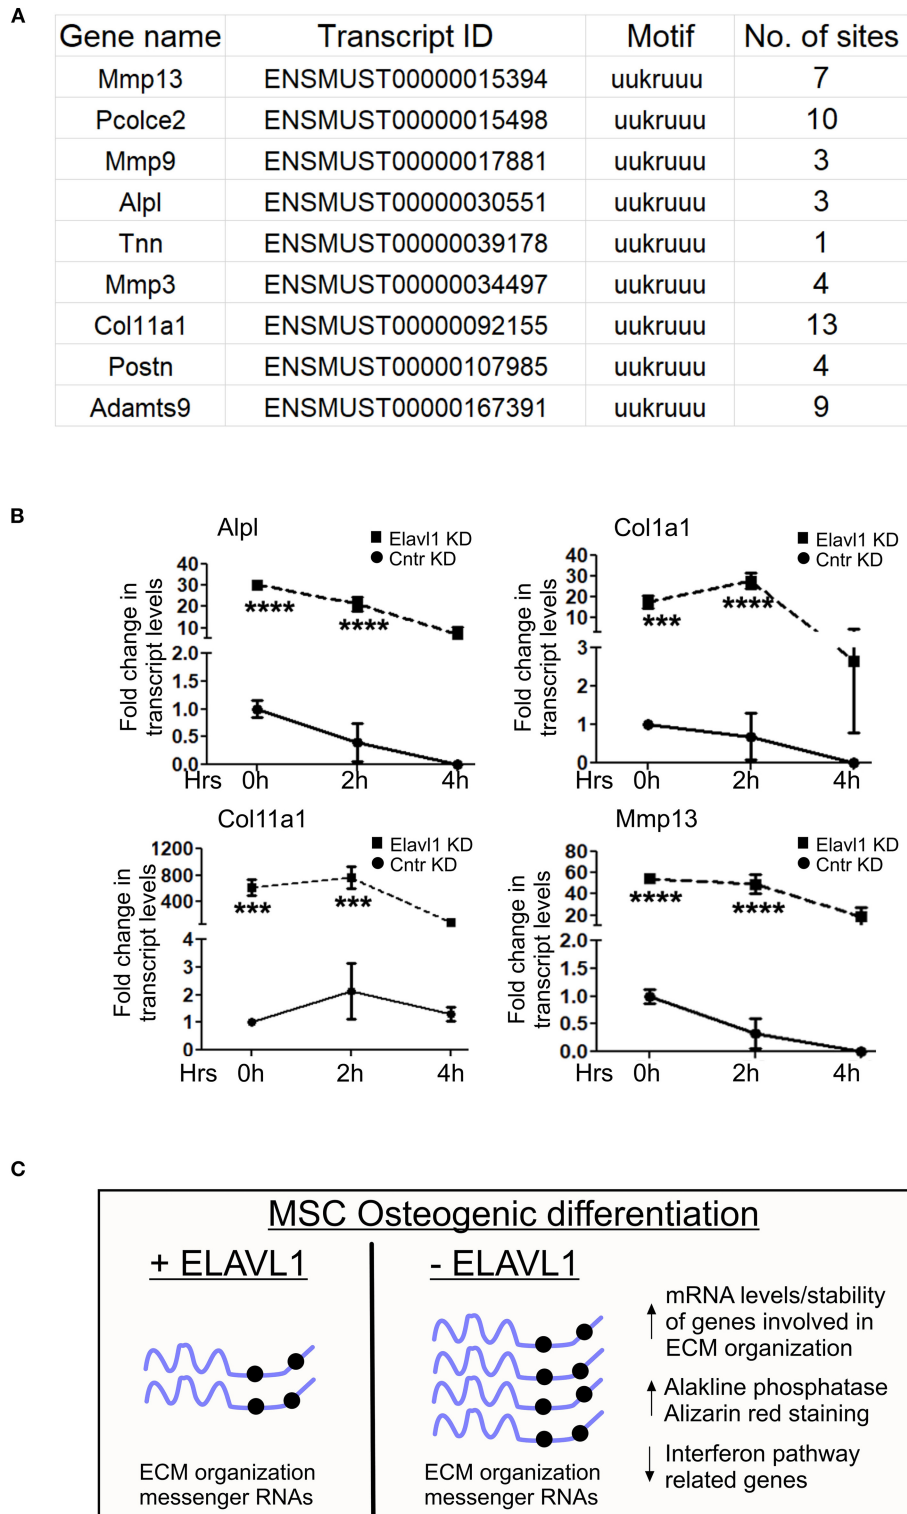 A
Gene name Transcript ID Motif No. of sites
Mmp13 ENSMUST00000015394 uukruuu 7
Pcolce2 ENSMUST00000015498 uukruuu 10
Mmp9 ENSMUST00000017881 uukruuu 3
Alpl ENSMUST00000030551 uukruuu 3
Tnn ENSMUST00000039178 uukruuu 1
Mmp3 ENSMUST00000034497 uukruuu 4
Col11a1 ENSMUST00000092155 uukruuu 13
Postn ENSMUST00000107985 uukruuu 4
Adamts9 ENSMUST00000167391 uukruuu 9
B
Alpl
Elavl1 KD
Cntr KD
Fold change in
transcript levels
40
30
20
10
2.0
1.5
1.0
0.5
0.0
****
****
Hrs 0h 2h 4h
Col1a1
Elavl1 KD
Cntr KD
Fold change in
transcript levels
40
30
20
10
3
2
1
0
***
****
Hrs 0h 2h 4h
Col11a1
Elavl1 KD
Cntr KD
Fold change in
transcript levels
1200
800
400
4
3
2
1
0
***
***
Hrs 0h 2h 4h
Mmp13
Elavl1 KD
Cntr KD
Fold change in
transcript levels
80
60
40
20
2.0
1.5
1.0
0.5
0.0
****
****
Hrs 0h 2h 4h
C
MSC Osteogenic differentiation
+ ELAVL1
ECM organization
messenger RNAs
- ELAVL1
ECM organization
messenger RNAs
↑ mRNA levels/stability
of genes involved in
ECM organization
↑ Alakline phosphatase
Alizarin red staining
↓ Interferon pathway
related genes